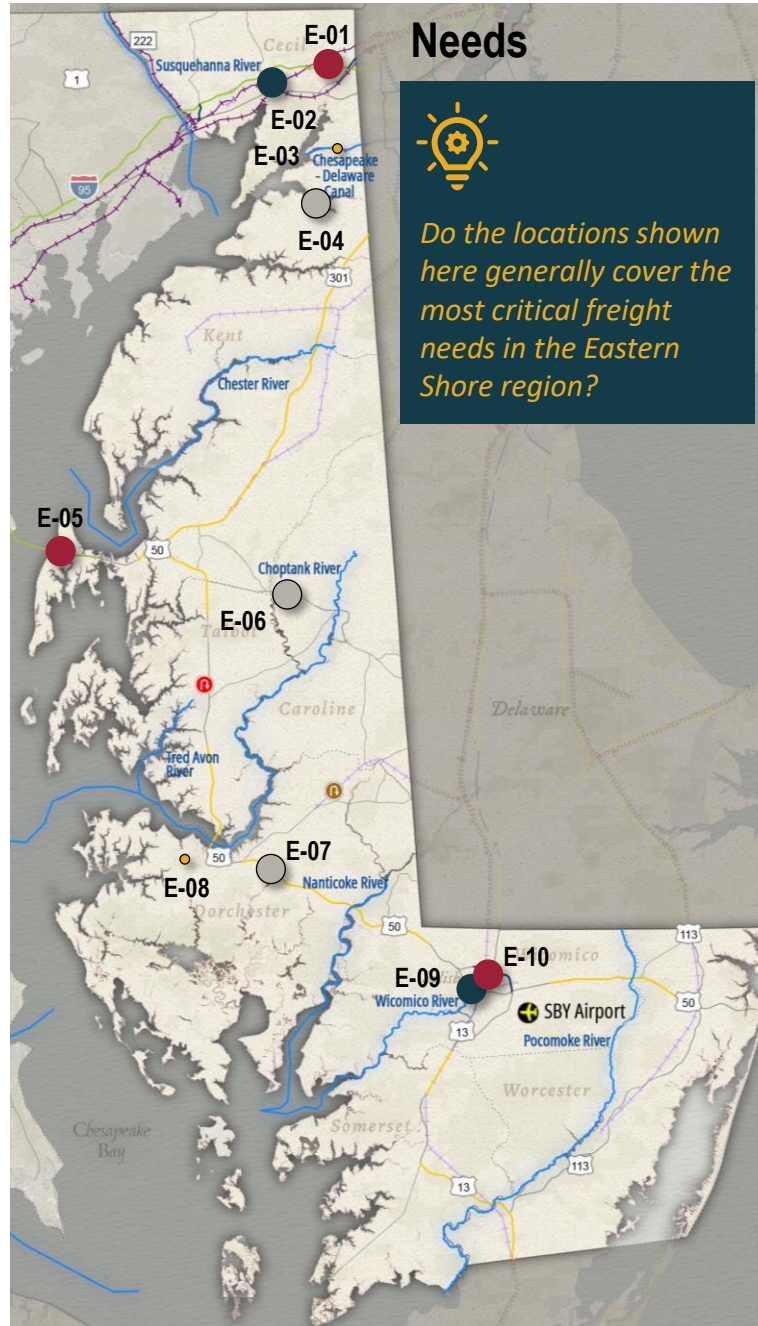 Needs
Do the locations shown
here generally cover the
most critical freight
needs in the Eastern
Shore region?
E-01
222
Cecil
Susquehanna River
1
E-02
E-03
Chesapeake
- Delaware
Canal
95
E-04
301
Kent
Chester River
E-05
50
Choptank River
E-06
Talbot
Caroline
Delaware
Tred Avon
River
E-07
50
E-08
Nanticoke River
Dorchester
50
113
E-10
Wicomico
E-09
Wicomico River
50
SBY Airport
13
Pocomoke River
Worcester
Somerset
Chesapeake
Bay
113
13